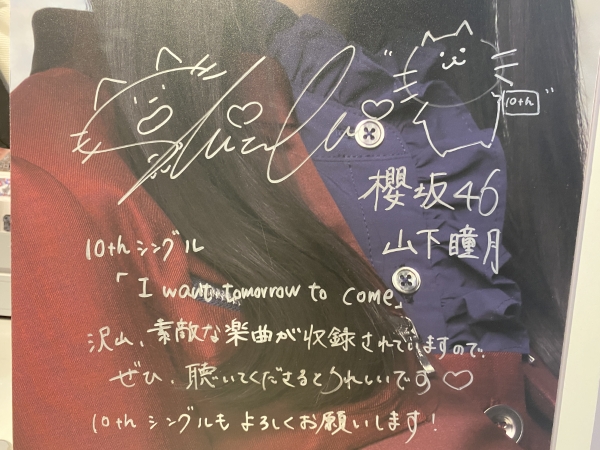 Shizuku
"10th"
櫻坂46
山下瞳月
10thシングル
「I want tomorrow to come」
沢山、素敵な楽曲が収録されていますので、
ぜひ、聴いてくださるとうれしいです♡
10thシングルもよろしくお願いします！